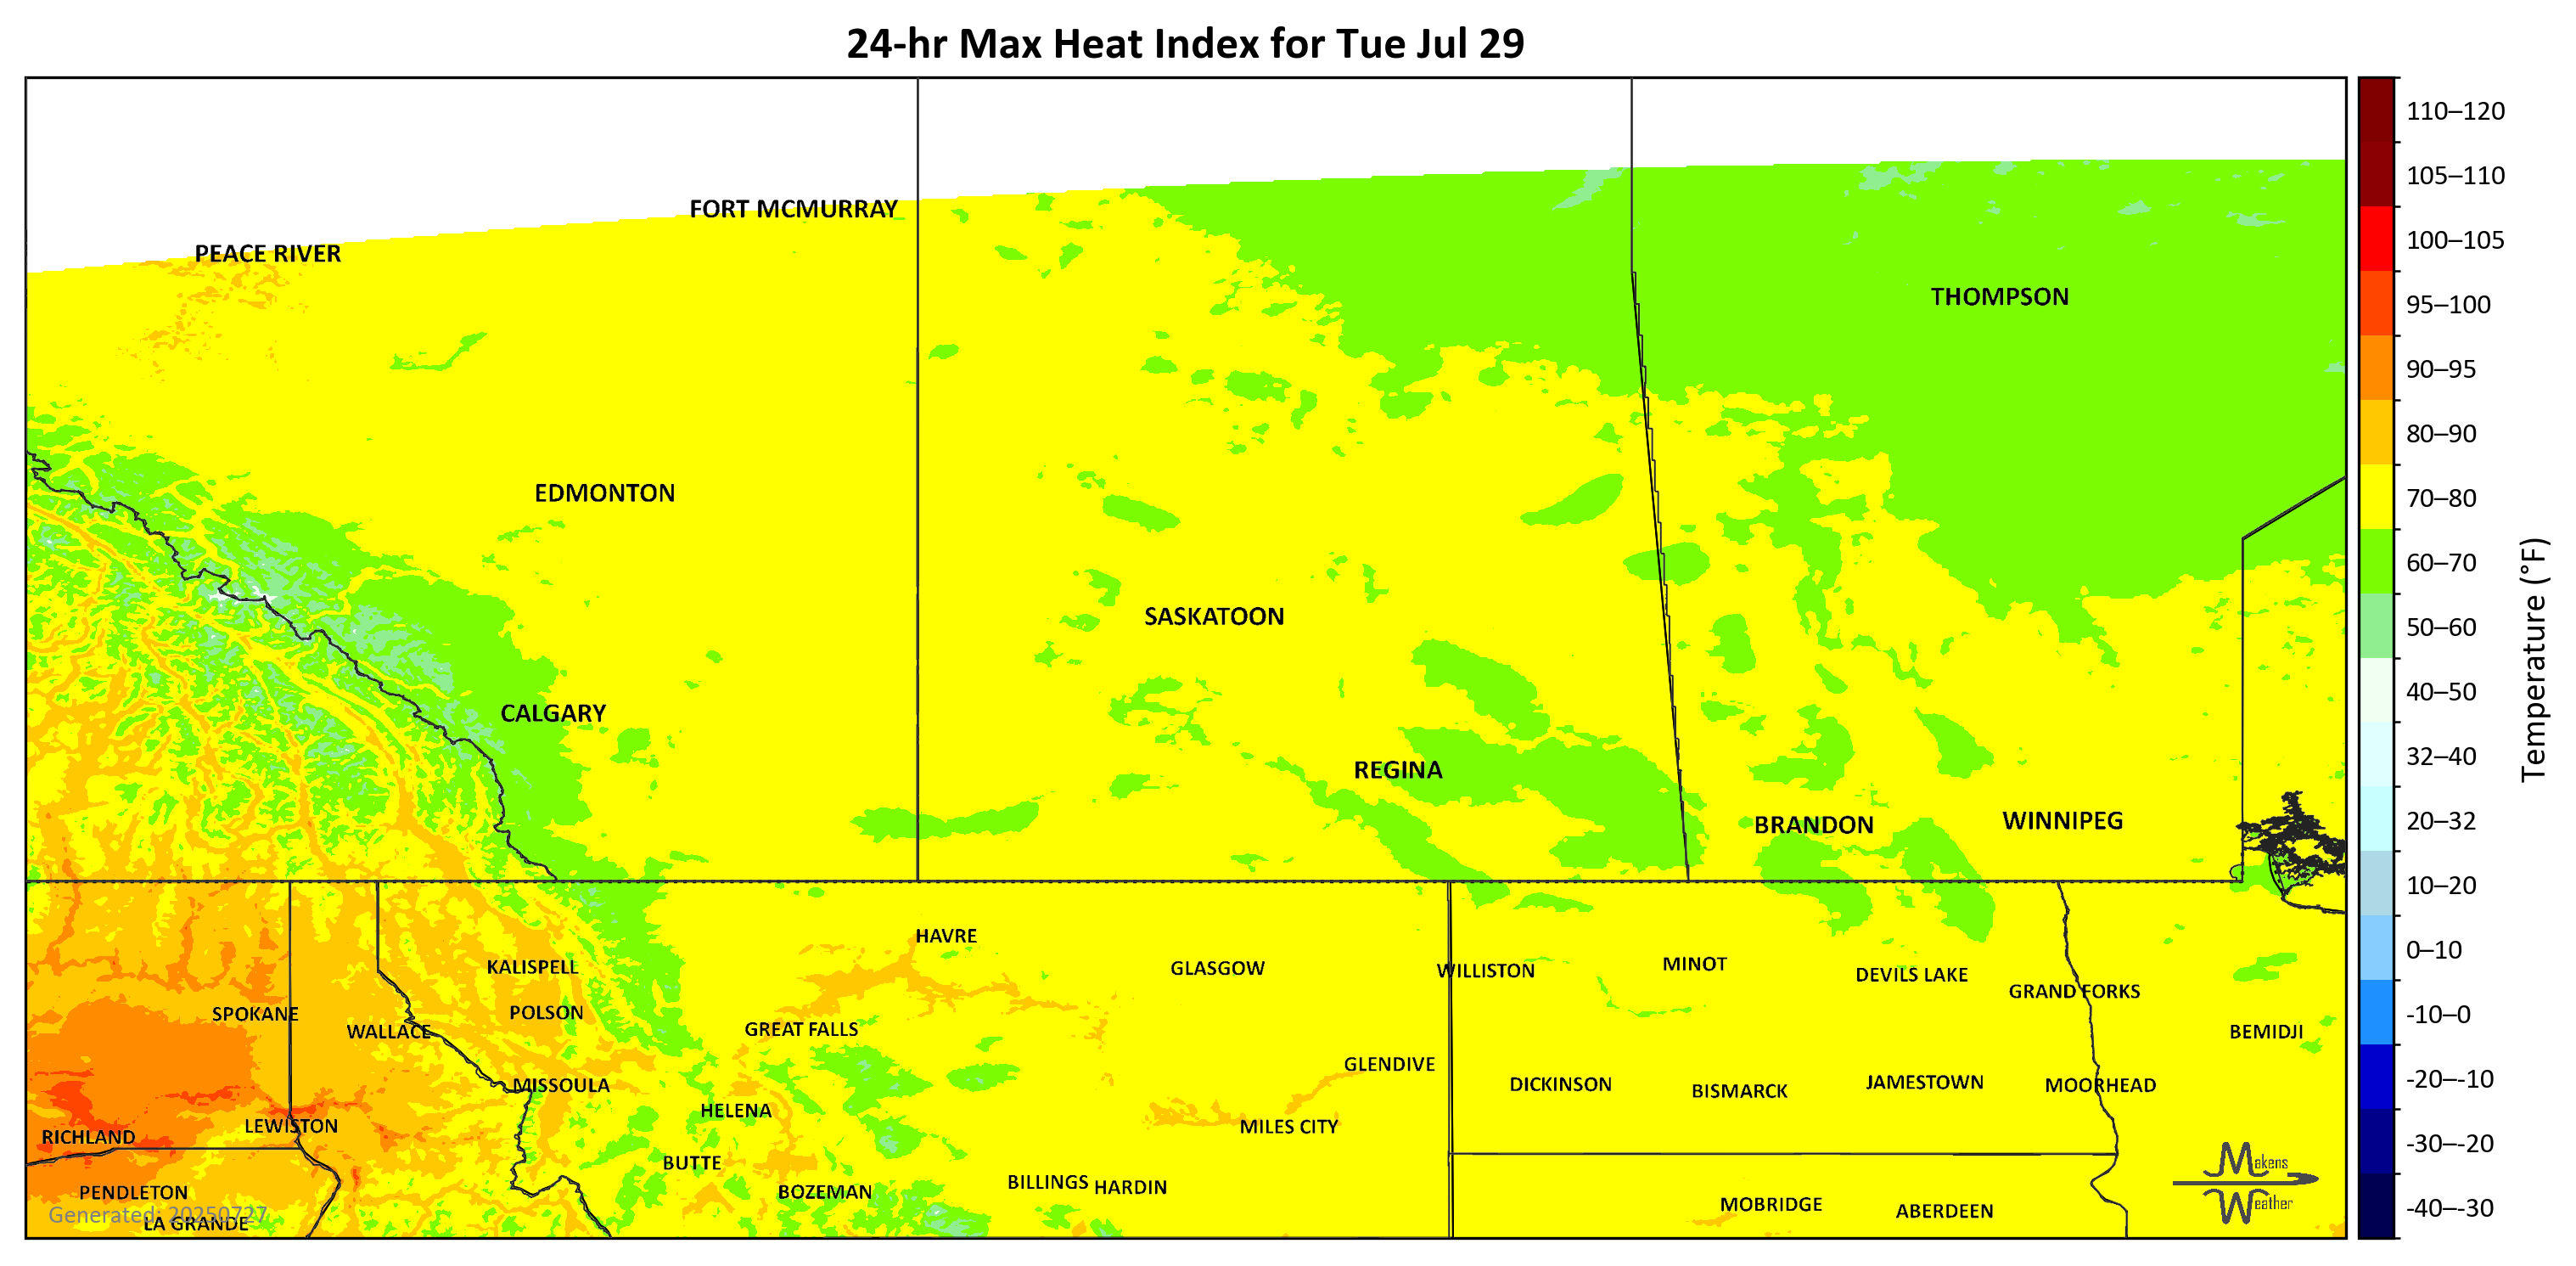 24-hr Max Heat Index for Tue Jul 29
FORT MCMURRAY
PEACE RIVER
THOMPSON
EDMONTON
SASKATOON
CALGARY
REGINA
BRANDON
WINNIPEG
HAVRE
KALISPELL
GLASGOW
WILLISTON
MINOT
DEVILS LAKE
GRAND FORKS
SPOKANE
POLSON
WALLACE
GREAT FALLS
BEMIDJI
GLENDIVE
MISSOULA
DICKINSON
BISMARCK
JAMESTOWN
MOORHEAD
HELENA
LEWISTON
MILES CITY
RICHLAND
BUTTE
BOZEMAN
BILLINGS
HARDIN
PENDLETON
MOBRIDGE
ABERDEEN
Generated: 20250727
LA GRANDE
Makens
Weather
110–120
105–110
100–105
95–100
90–95
80–90
70–80
60–70
50–60
40–50
32–40
20–32
10–20
0–10
-10–0
-20–-10
-30–-20
-40–-30
Temperature (°F)